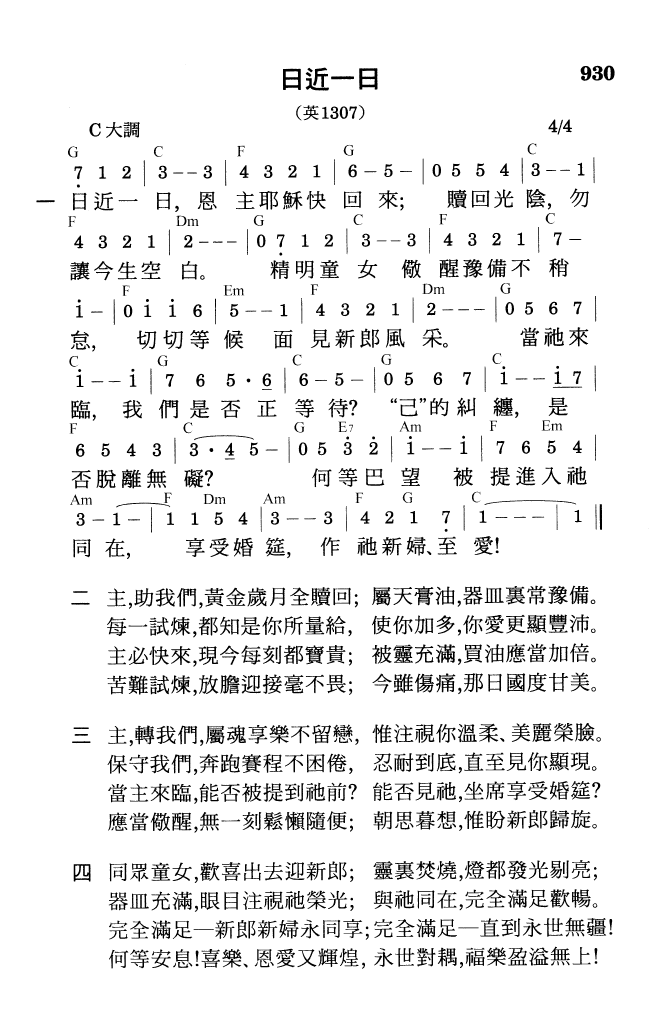 日近一日
930
(英1307)
C大調 4/4
G C F G C
7 1 2 | 3 – – 3 | 4 3 2 1 | 6 – 5 – | 0 5 5 4 | 3 – – 1 |
一 日近一 日, 恩 主耶穌快 回 來; 贖回光 陰, 勿
F Dm G C F C
4 3 2 1 | 2 – – – | 0 7 1 2 | 3 – – 3 | 4 3 2 1 | 7 –
讓今生空 白。 精明童 女 儆 醒豫備不 稍
F Em F Dm G
1 – | 0 1 1 6 | 5 – – 1 | 4 3 2 1 | 2 – – – | 0 5 6 7 |
怠, 切切等 候 面 見新郎風 采。 當祂來
C G C G C
1 – – 1 | 7 6 5 · 6 | 6 – 5 – | 0 5 6 7 | 1 – – 1 7 |
臨, 我 們是否正 等 待? “己”的糾 纏, 是
F C G E7 Am F Em
6 5 4 3 | 3 · 4 5 – | 0 5 3 2 | 1 – – 1 | 7 6 5 4 |
否脫離無 礙? 何等巴 望 被 提進入祂
Am F Dm Am F G C
3 – 1 – | 1 1 5 4 | 3 – – 3 | 4 2 1 7 | 1 – – – | 1 ‖
同 在, 享受婚 筵, 作 祂新婦、至 愛!
二 主,助我們,黃金歲月全贖回; 屬天膏油,器皿裏常豫備。
每一試煉,都知是你所量給, 使你加多,你愛更顯豐沛。
主必快來,現今每刻都寶貴; 被靈充滿,買油應當加倍。
苦難試煉,放膽迎接毫不畏; 今雖傷痛,那日國度甘美。
三 主,轉我們,屬魂享樂不留戀, 惟注視你溫柔、美麗榮臉。
保守我們,奔跑賽程不困倦, 忍耐到底,直至見你顯現。
當主來臨,能否被提到祂前? 能否見祂,坐席享受婚筵?
應當儆醒,無一刻鬆懶隨便; 朝思暮想,惟盼新郎歸旋。
四 同眾童女,歡喜出去迎新郎; 靈裏焚燒,燈都發光剔亮;
器皿充滿,眼目注視祂榮光; 與祂同在,完全滿足歡暢。
完全滿足─新郎新婦永同享; 完全滿足─直到永世無疆!
何等安息!喜樂、恩愛又輝煌, 永世對耦,福樂盈溢無上!